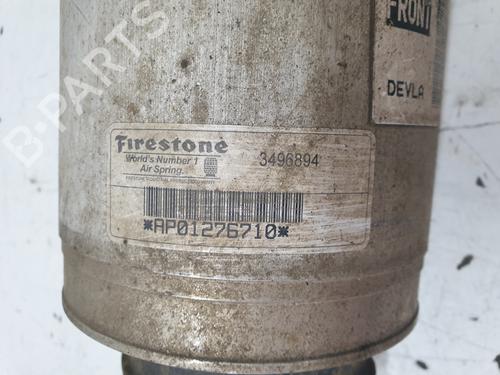 FRONT
DEVLA
Firestone
World's Number 1
Air Spring.
3496894
*AP01276710*
B-PARTS